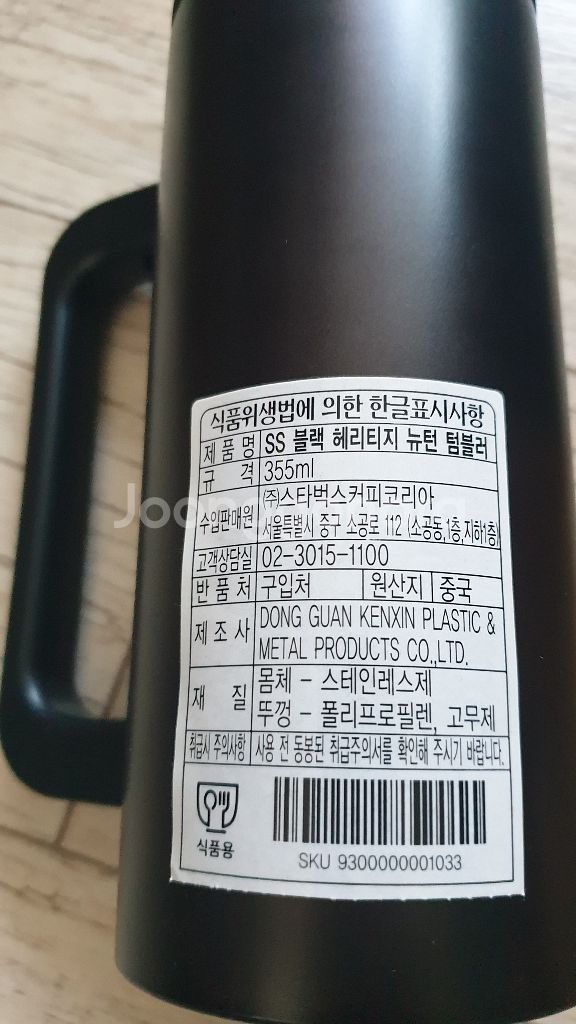 식품위생법에 의한 한글표시사항
제품명 SS 블랙 헤리티지 뉴턴 텀블러
규격 355ml
수입판매원 ㈜스타벅스커피코리아
서울특별시 중구 소공로 112 (소공동,1층,지하1층)
고객상담실 02-3015-1100
반품처 구입처 원산지 중국
제조사 DONG GUAN KENXIN PLASTIC &
METAL PRODUCTS CO.,LTD.
재질 몸체 - 스테인레스제
뚜껑 - 폴리프로필렌, 고무제
취급시 주의사항 사용 전 동봉된 취급주의서를 확인해 주시기 바랍니다.
식품용
SKU 9300000001033